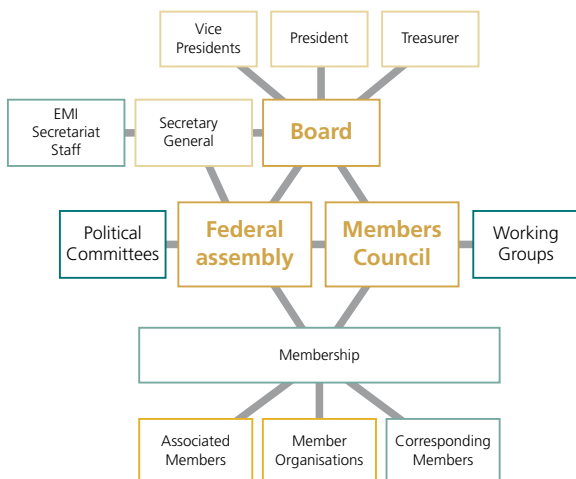 Vice
Presidents
President
Treasurer
EMI
Secretariat
Staff
Secretary
General
Board
Political
Committees
Federal
assembly
Members
Council
Working
Groups
Membership
Associated
Members
Member
Organisations
Corresponding
Members